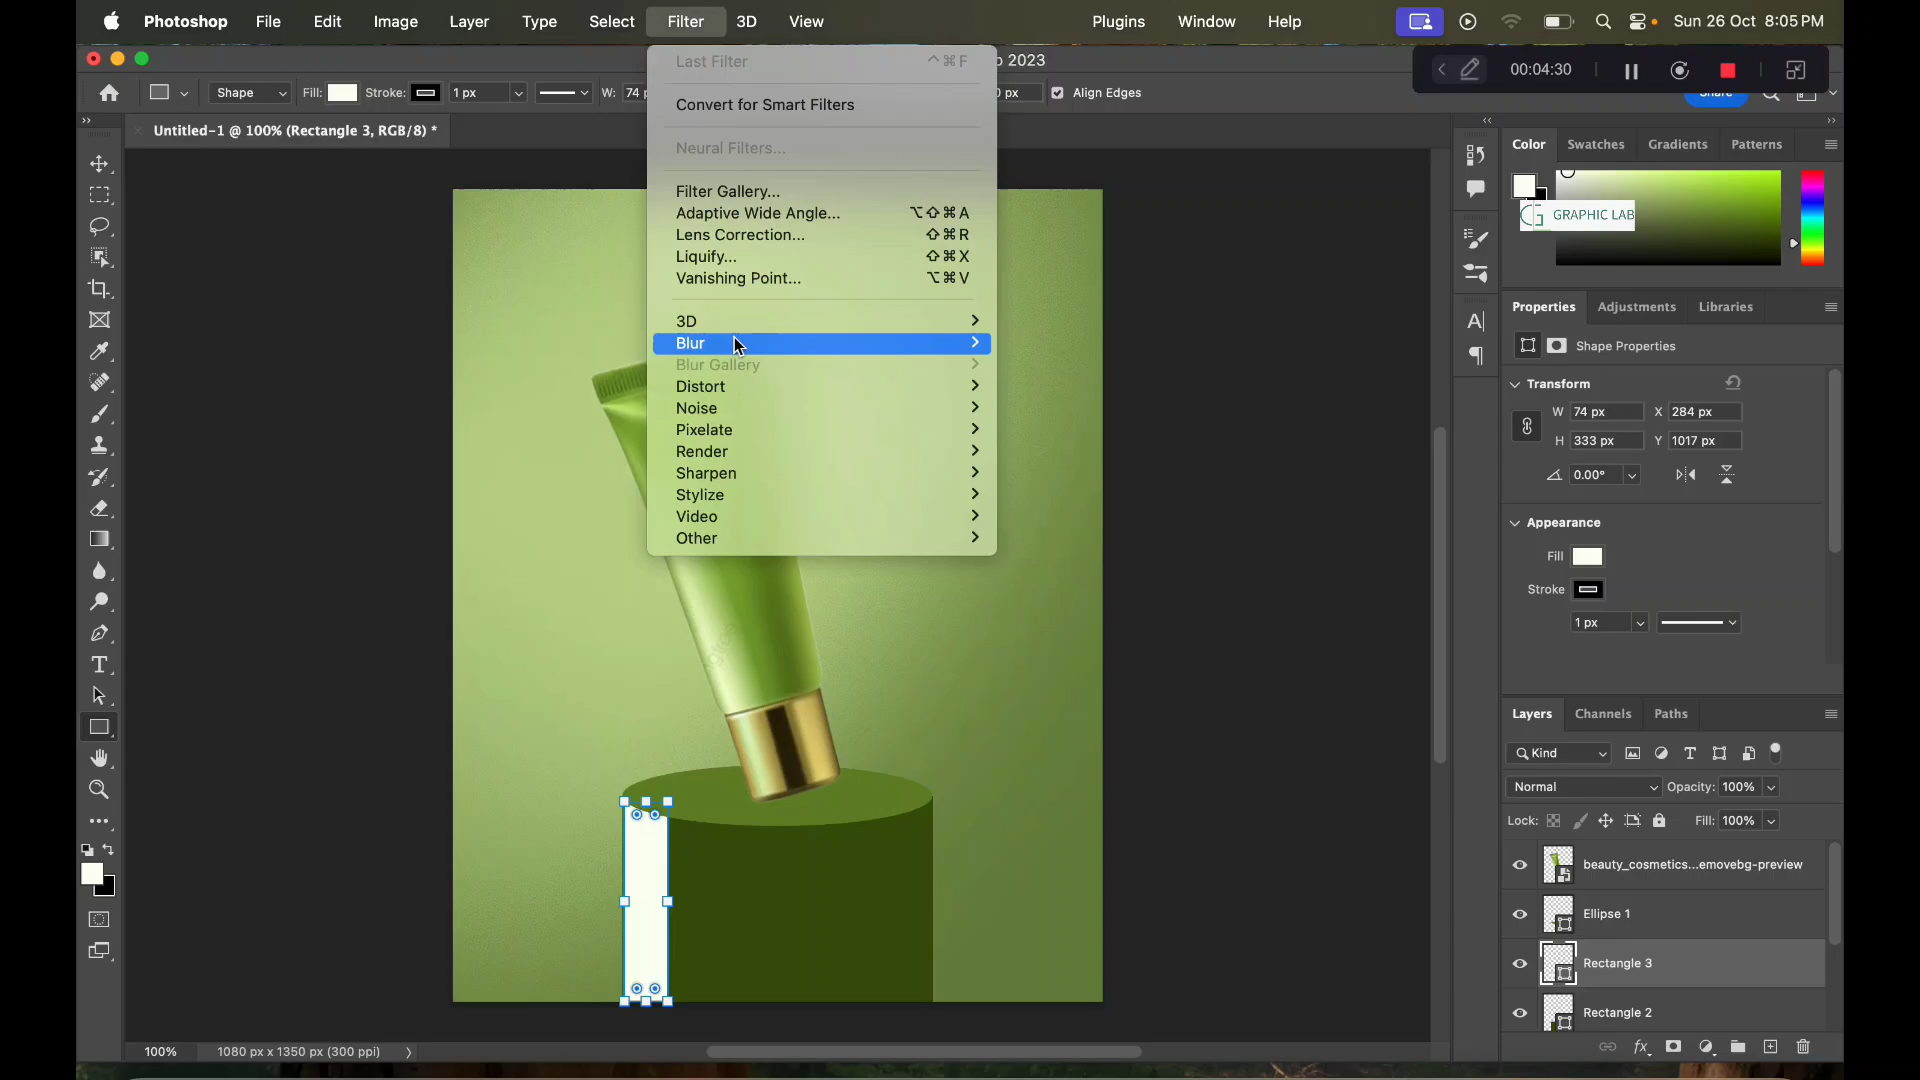 Photoshop File Edit Image Layer Type Select Filter 3D View Plugins Window Help Sun 26 Oct 8:05 PM
Last Filter ^⌘F
2023
00:04:30
Shape Fill: Stroke: 1 px W: 74 0 px Align Edges Share
Convert for Smart Filters
Untitled-1 @ 100% (Rectangle 3, RGB/8) *
Neural Filters...
Filter Gallery...
Adaptive Wide Angle... ⌥⇧⌘A
Lens Correction... ⇧⌘R
Liquify... ⇧⌘X
Vanishing Point... ⌥⌘V
3D
Blur
Blur Gallery
Distort
Noise
Pixelate
Render
Sharpen
Stylize
Video
Other
Color Swatches Gradients Patterns
GRAPHIC LAB
Properties Adjustments Libraries
Shape Properties
Transform
W 74 px X 284 px
H 333 px Y 1017 px
0.00°
Appearance
Fill
Stroke
1 px
Layers Channels Paths
Kind
Normal Opacity: 100%
Lock: Fill: 100%
beauty_cosmetics...emovebg-preview
Ellipse 1
Rectangle 3
Rectangle 2
100% 1080 px x 1350 px (300 ppi)